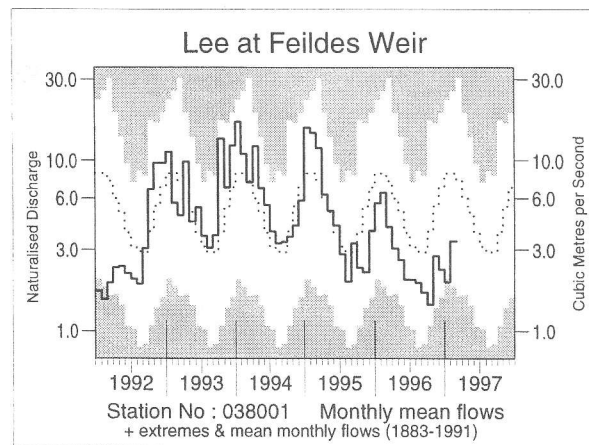 Lee at Feildes Weir
30.0
10.0
6.0
3.0
1.0
Naturalised Discharge
30.0
10.0
6.0
3.0
1.0
Cubic Metres per Second
1992 1993 1994 1995 1996 1997
Station No : 038001 Monthly mean flows
+ extremes & mean monthly flows (1883-1991)